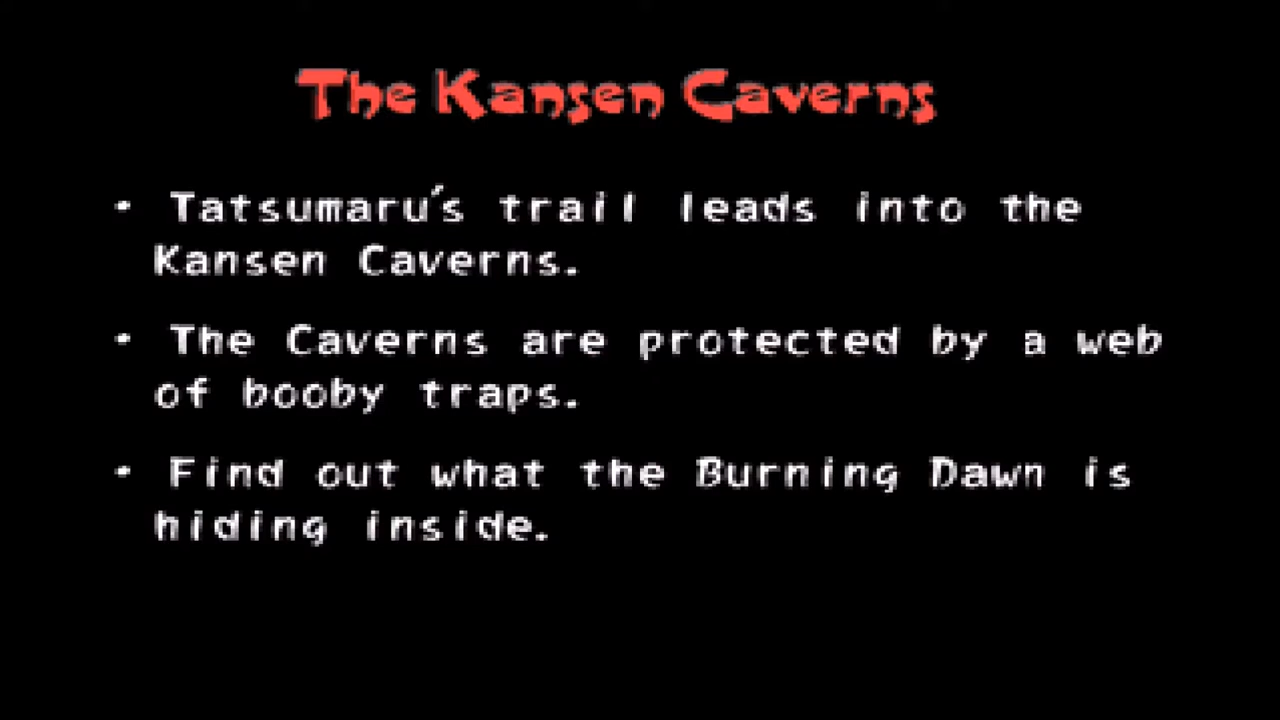 The Kansen Caverns
• Tatsumaru's trail leads into the
Kansen Caverns.
• The Caverns are protected by a web
of booby traps.
• Find out what the Burning Dawn is
hiding inside.